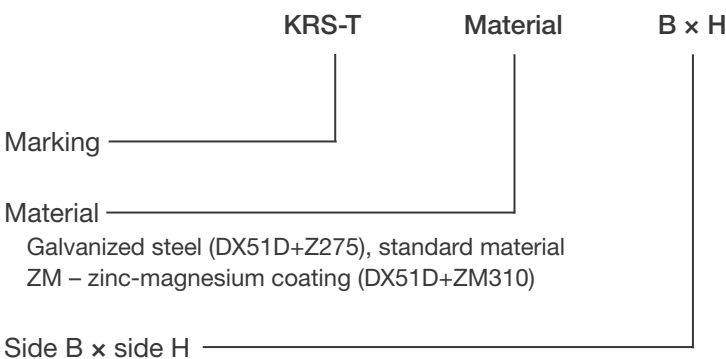 KRS-T Material B × H
Marking
Material
Galvanized steel (DX51D+Z275), standard material
ZM – zinc-magnesium coating (DX51D+ZM310)
Side B × side H